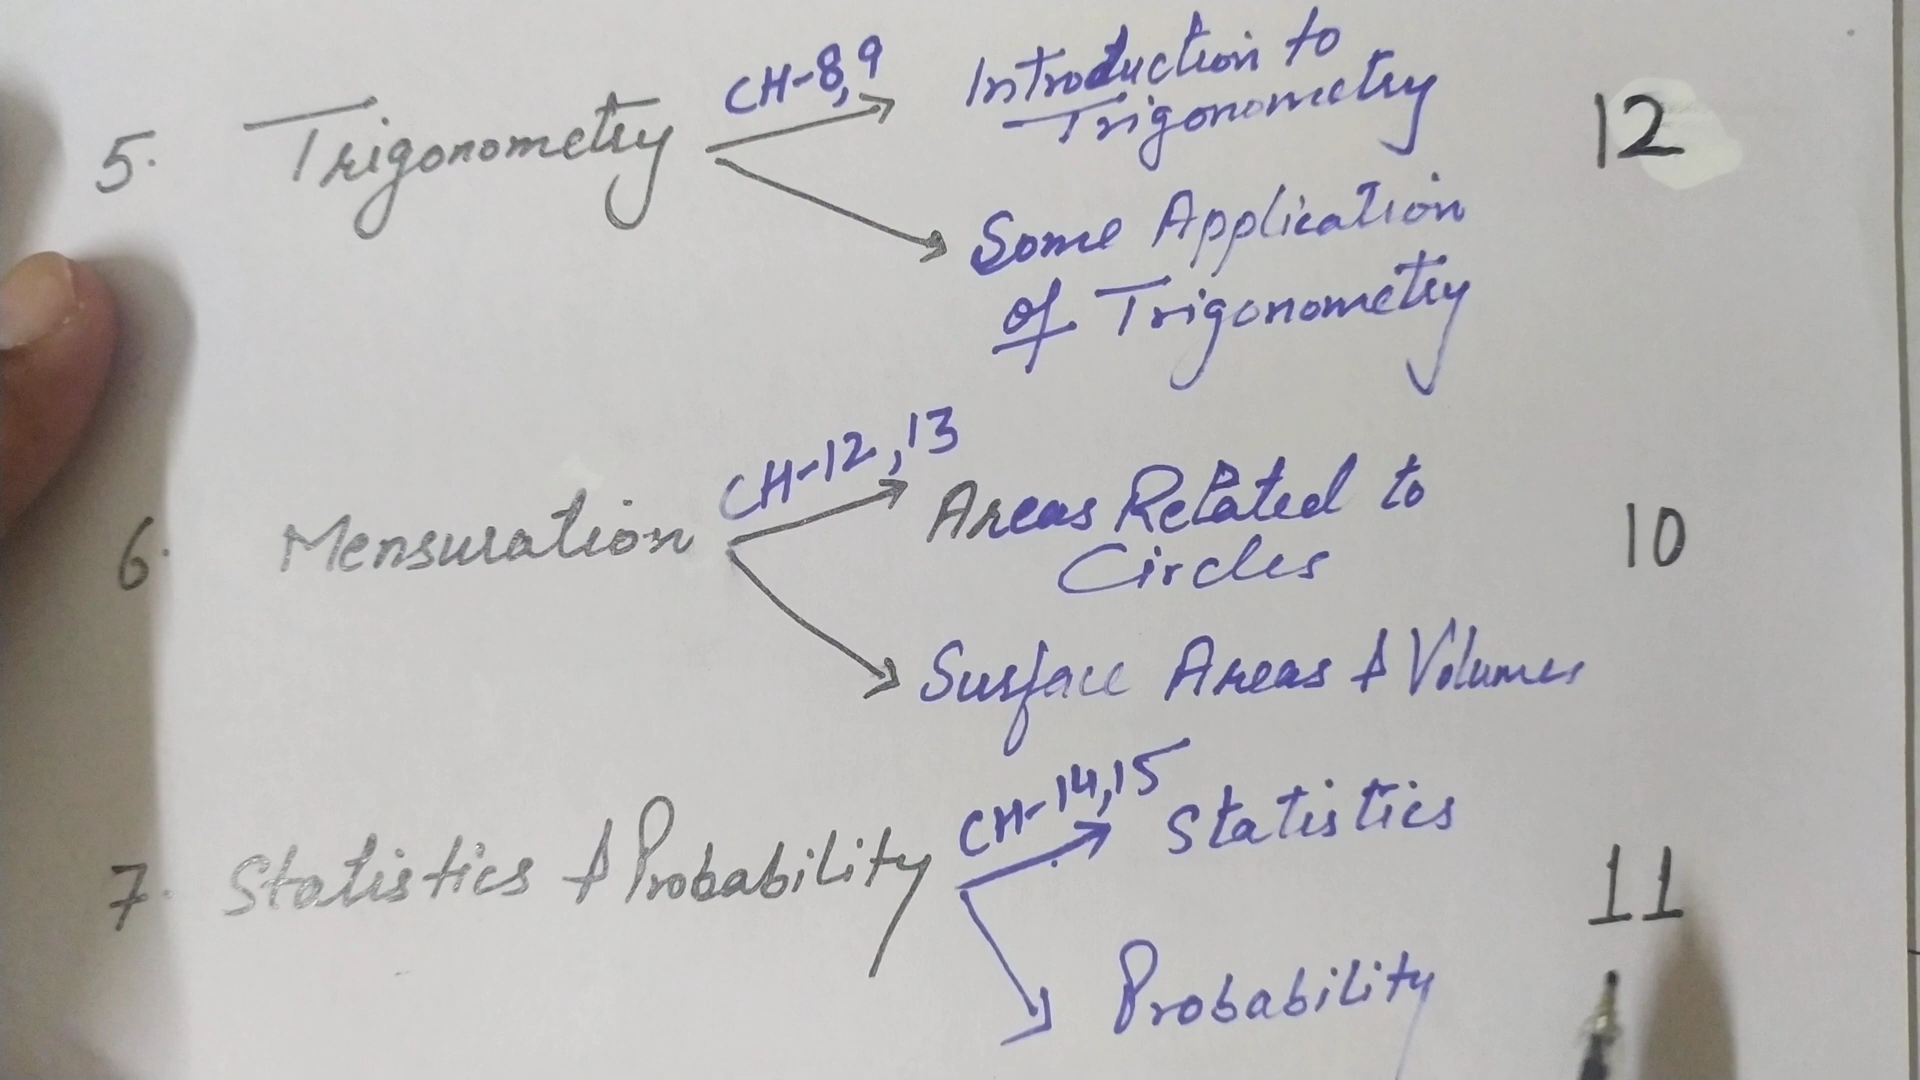 5. Trigonometry CH-8,9 Introduction to
Trigonometry 12
Some Application
of Trigonometry
6. Mensuration CH-12,13 Areas Related to
Circles 10
Surface Areas & Volumes
7. Statistics & Probability CH-14,15 Statistics 11
Probability